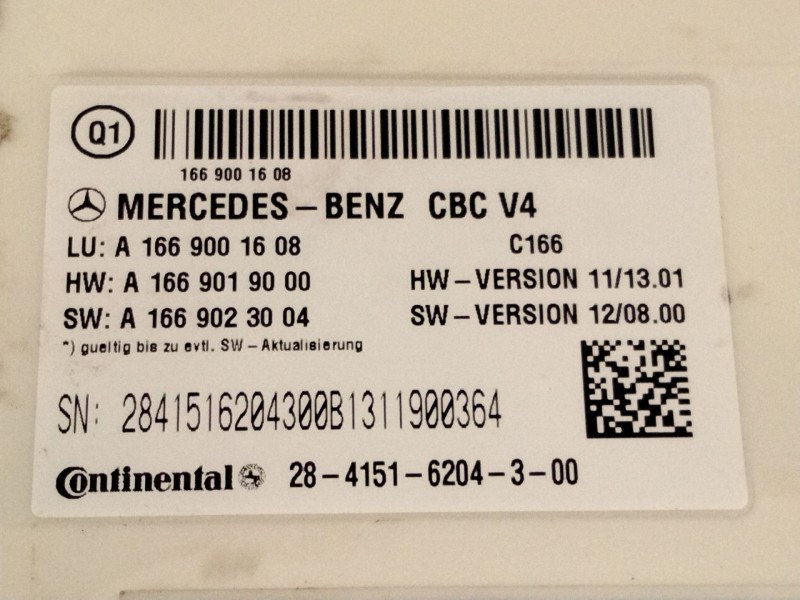 Q1
166 900 16 08
MERCEDES-BENZ CBC V4
LU: A 166 900 16 08 C166
HW: A 166 901 90 00 HW-VERSION 11/13.01
SW: A 166 902 30 04 SW-VERSION 12/08.00
*) gueltig bis zu evtl. SW-Aktualisierung
SN: 2841516204300B1311900364
Continental 28-4151-6204-3-00